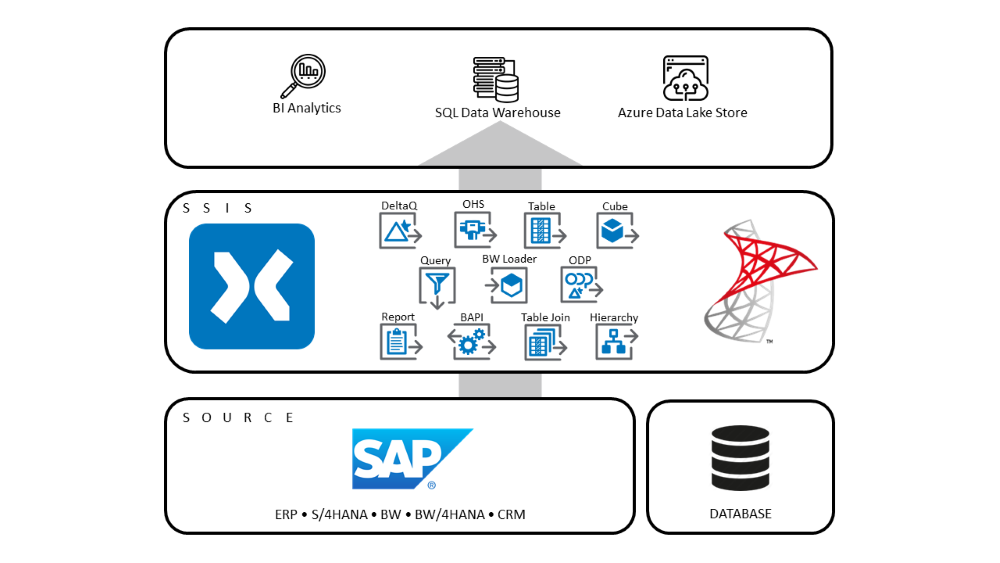 BI Analytics
SQL Data Warehouse
Azure Data Lake Store
S S I S
DeltaQ
OHS
Table
Cube
Query
BW Loader
ODP
ODP
Report
BAPI
Table Join
Hierarchy
TM
S O U R C E
SAP
®
ERP • S/4HANA • BW • BW/4HANA • CRM
DATABASE